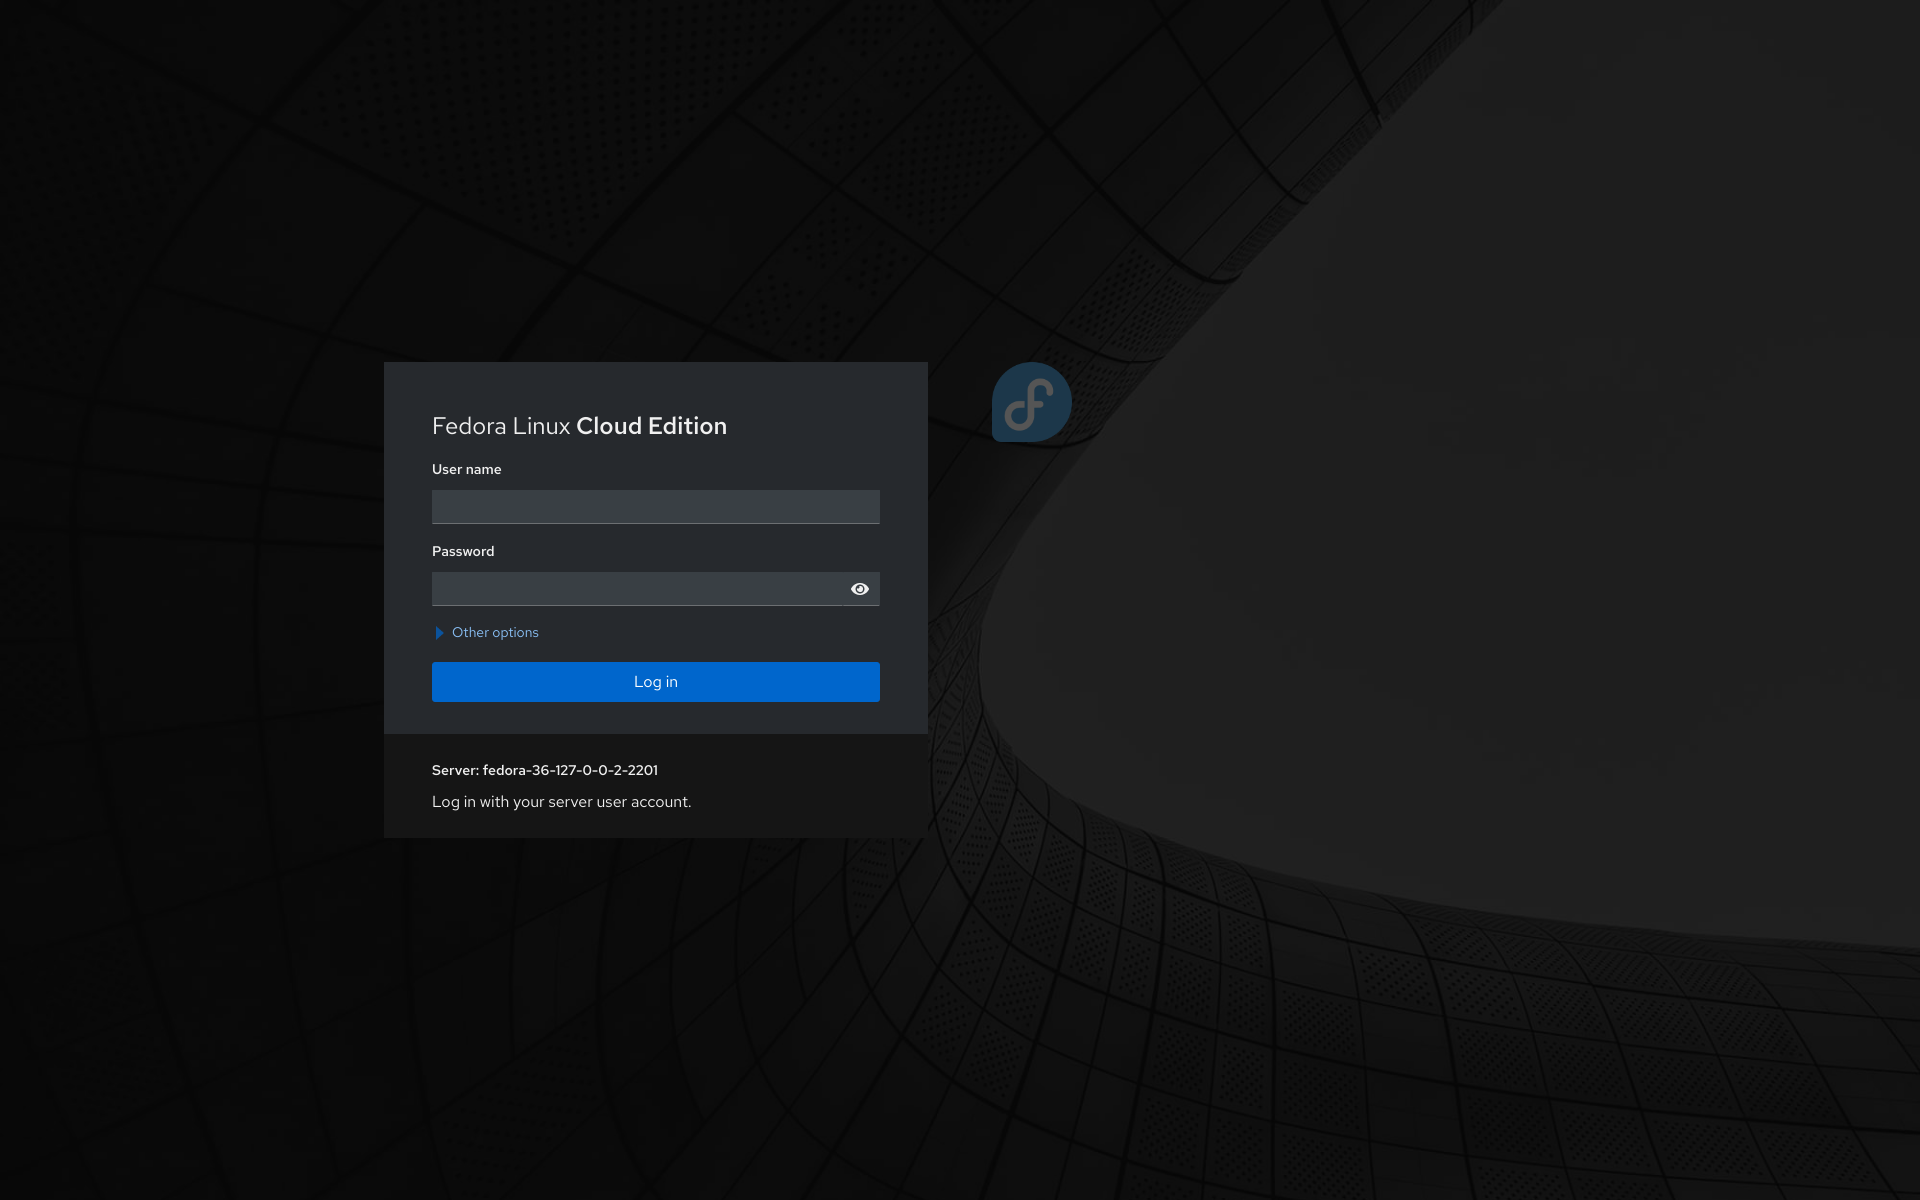 Fedora Linux Cloud Edition
User name
Password
Other options
Log in
Server: fedora-36-127-0-0-2-2201
Log in with your server user account.